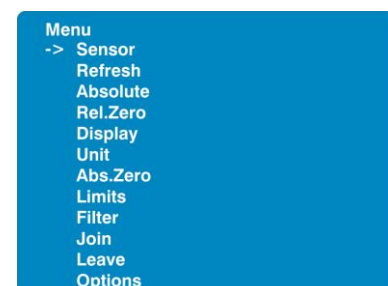 Menu
-> Sensor
Refresh
Absolute
Rel.Zero
Display
Unit
Abs.Zero
Limits
Filter
Join
Leave
Options